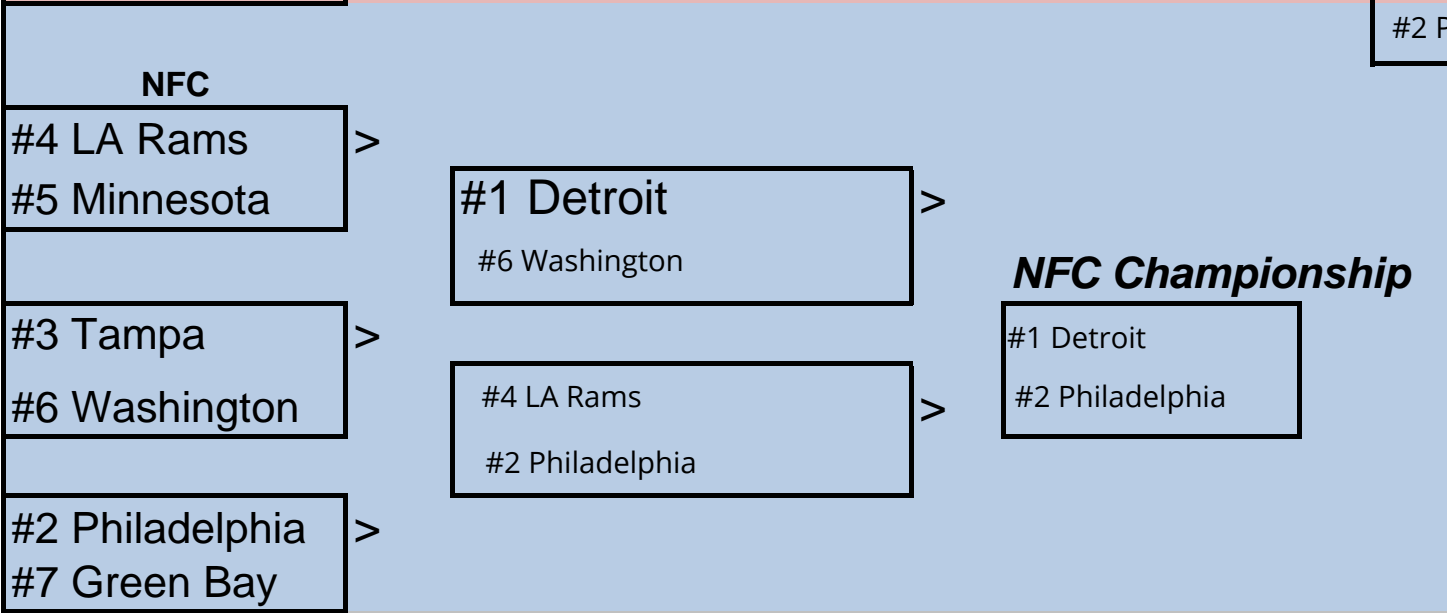 #2 P
NFC
#4 LA Rams >
#5 Minnesota
#1 Detroit >
#6 Washington
NFC Championship
#3 Tampa >
#6 Washington
#4 LA Rams >
#2 Philadelphia
#1 Detroit
#2 Philadelphia
#2 Philadelphia >
#7 Green Bay